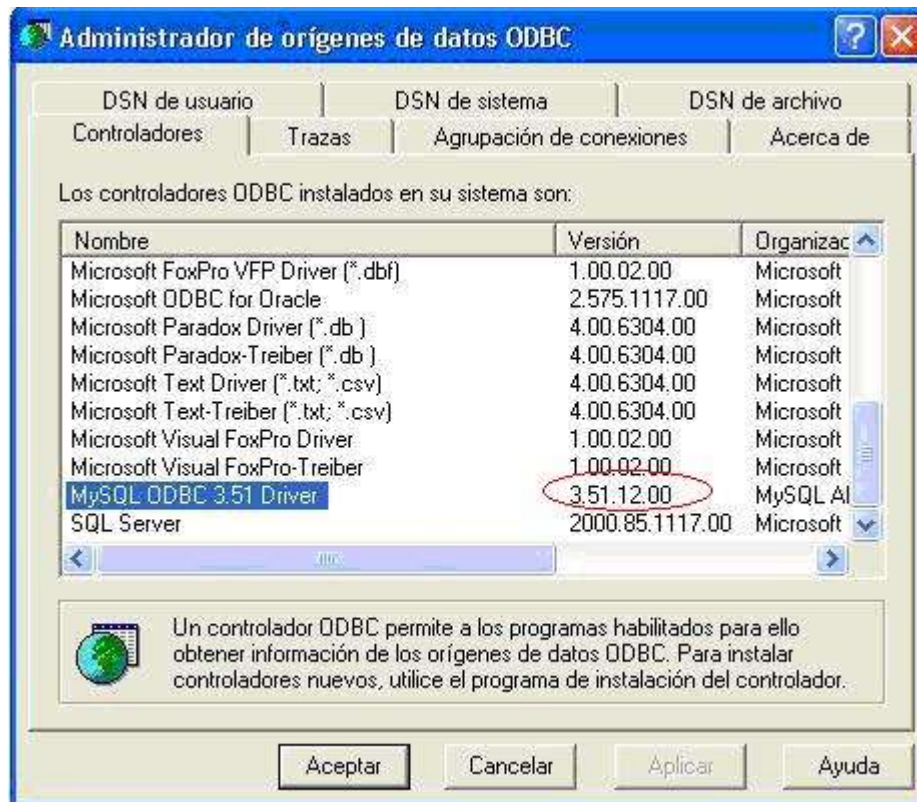 Administrador de orígenes de datos ODBC
DSN de usuario DSN de sistema DSN de archivo
Controladores Trazas Agrupación de conexiones Acerca de
Los controladores ODBC instalados en su sistema son:
Nombre Versión Organizac
Microsoft FoxPro VFP Driver (*.dbf) 1.00.02.00 Microsoft
Microsoft ODBC for Oracle 2.575.1117.00 Microsoft
Microsoft Paradox Driver (*.db ) 4.00.6304.00 Microsoft
Microsoft Paradox-Treiber (*.db ) 4.00.6304.00 Microsoft
Microsoft Text Driver (*.txt; *.csv) 4.00.6304.00 Microsoft
Microsoft Text-Treiber (*.txt; *.csv) 4.00.6304.00 Microsoft
Microsoft Visual FoxPro Driver 1.00.02.00 Microsoft
Microsoft Visual FoxPro-Treiber 1.00.02.00 Microsoft
MySQL ODBC 3.51 Driver 3.51.12.00 MySQL A
SQL Server 2000.85.1117.00 Microsoft
Un controlador ODBC permite a los programas habilitados para ello
obtener información de los orígenes de datos ODBC. Para instalar
controladores nuevos, utilice el programa de instalación del controlador.
Aceptar Cancelar Aplicar Ayuda